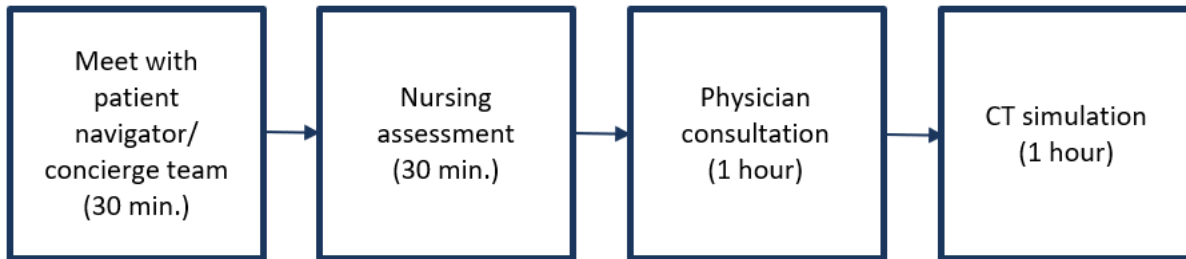 Meet with
patient
navigator/
concierge team
(30 min.)
Nursing
assessment
(30 min.)
Physician
consultation
(1 hour)
CT simulation
(1 hour)